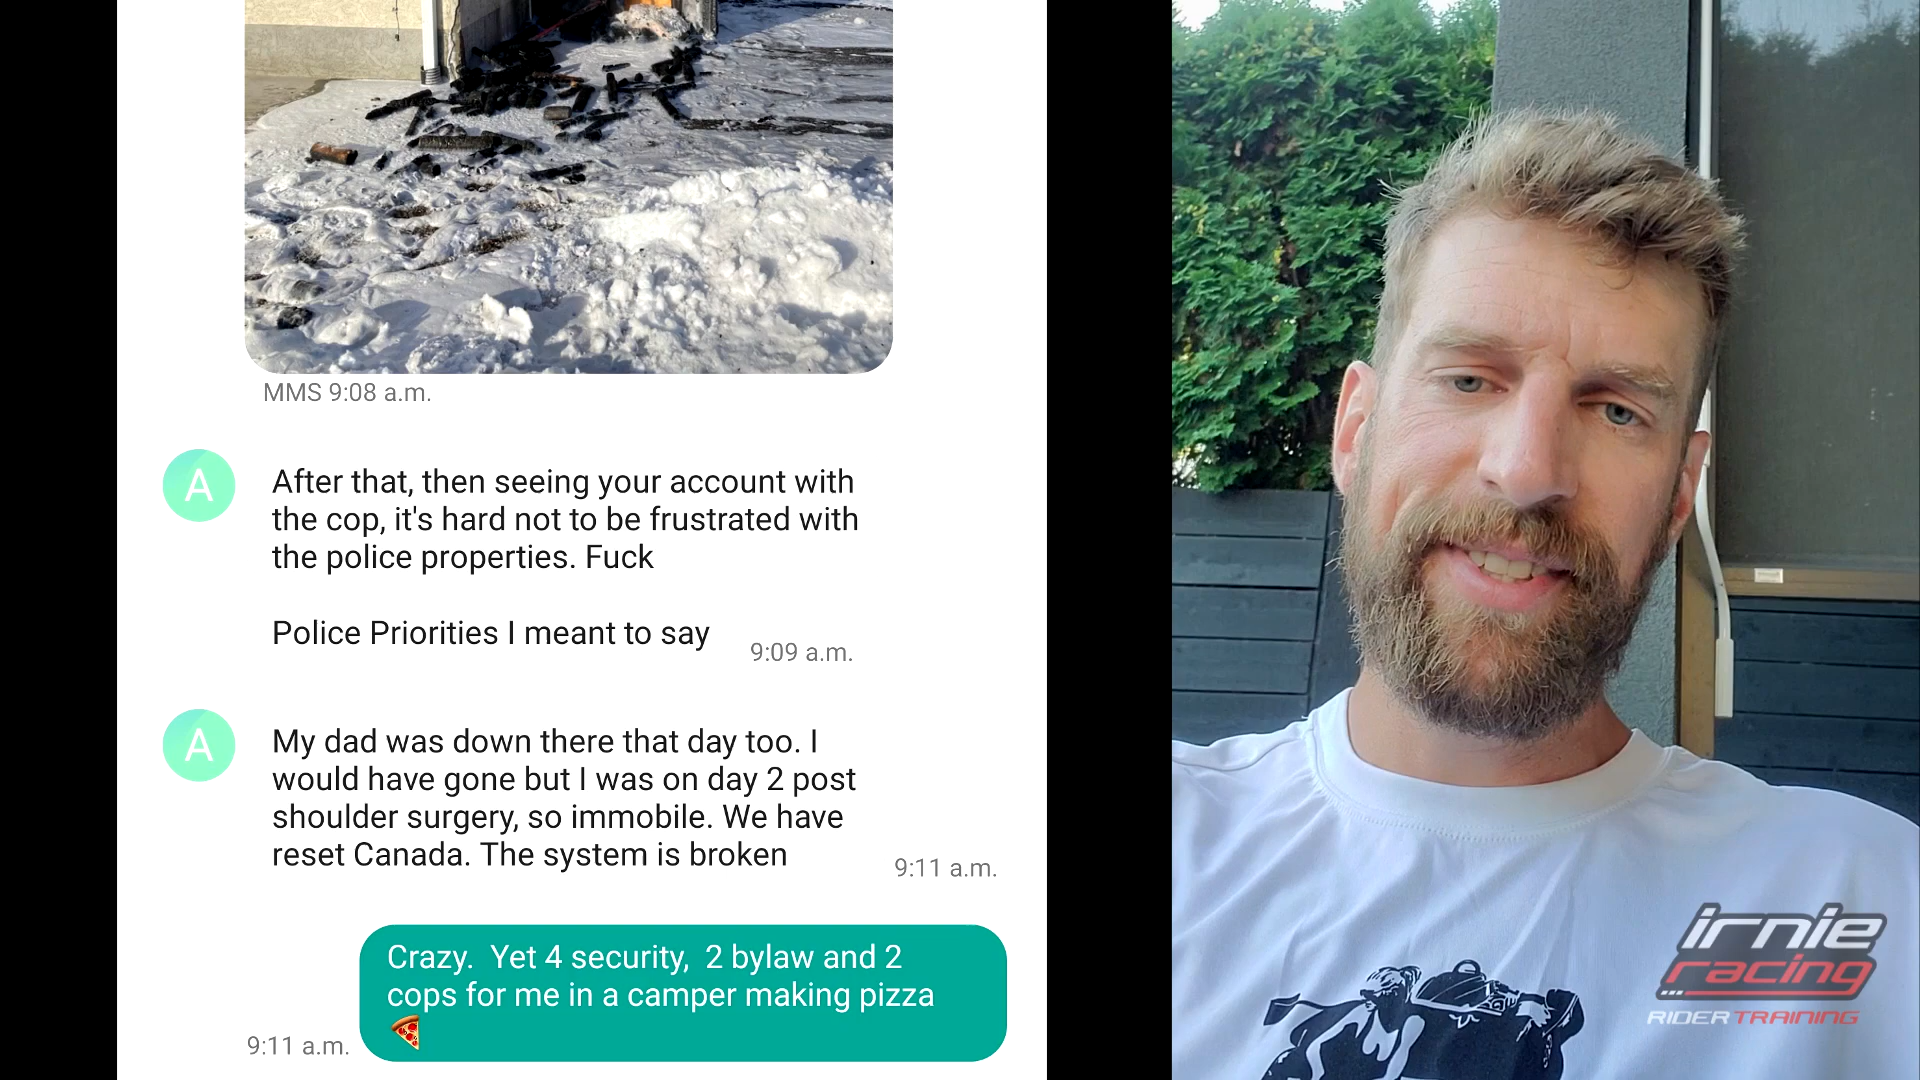 MMS 9:08 a.m.
A
After that, then seeing your account with
the cop, it's hard not to be frustrated with
the police properties. Fuck
Police Priorities I meant to say
9:09 a.m.
A
My dad was down there that day too. I
would have gone but I was on day 2 post
shoulder surgery, so immobile. We have
reset Canada. The system is broken
9:11 a.m.
Crazy.  Yet 4 security,  2 bylaw and 2
cops for me in a camper making pizza
🍕
9:11 a.m.
irnie
racing
RIDER TRAINING